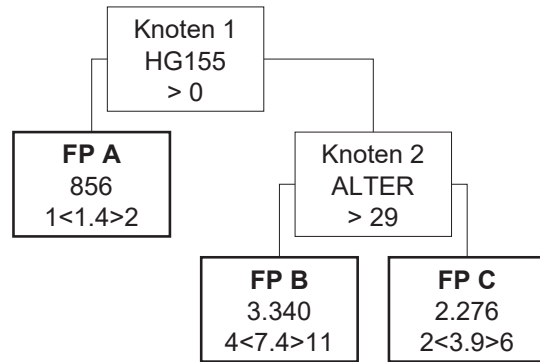 Knoten 1
HG155
> 0
FP A
856
1<1.4>2
Knoten 2
ALTER
> 29
FP B
3.340
4<7.4>11
FP C
2.276
2<3.9>6